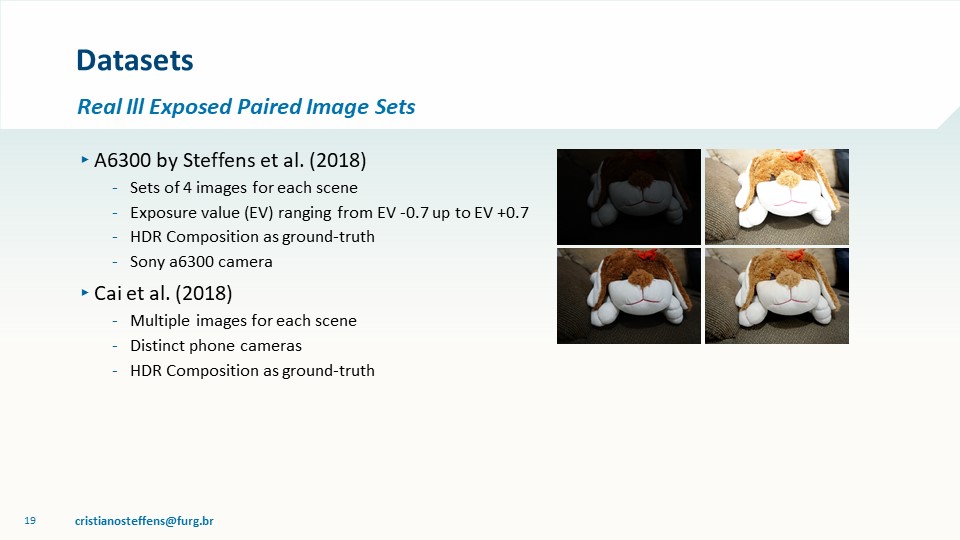 Datasets
Real Ill Exposed Paired Image Sets
▸ A6300 by Steffens et al. (2018)
- Sets of 4 images for each scene
- Exposure value (EV) ranging from EV -0.7 up to EV +0.7
- HDR Composition as ground-truth
- Sony a6300 camera
▸ Cai et al. (2018)
- Multiple images for each scene
- Distinct phone cameras
- HDR Composition as ground-truth
19
cristianosteffens@furg.br